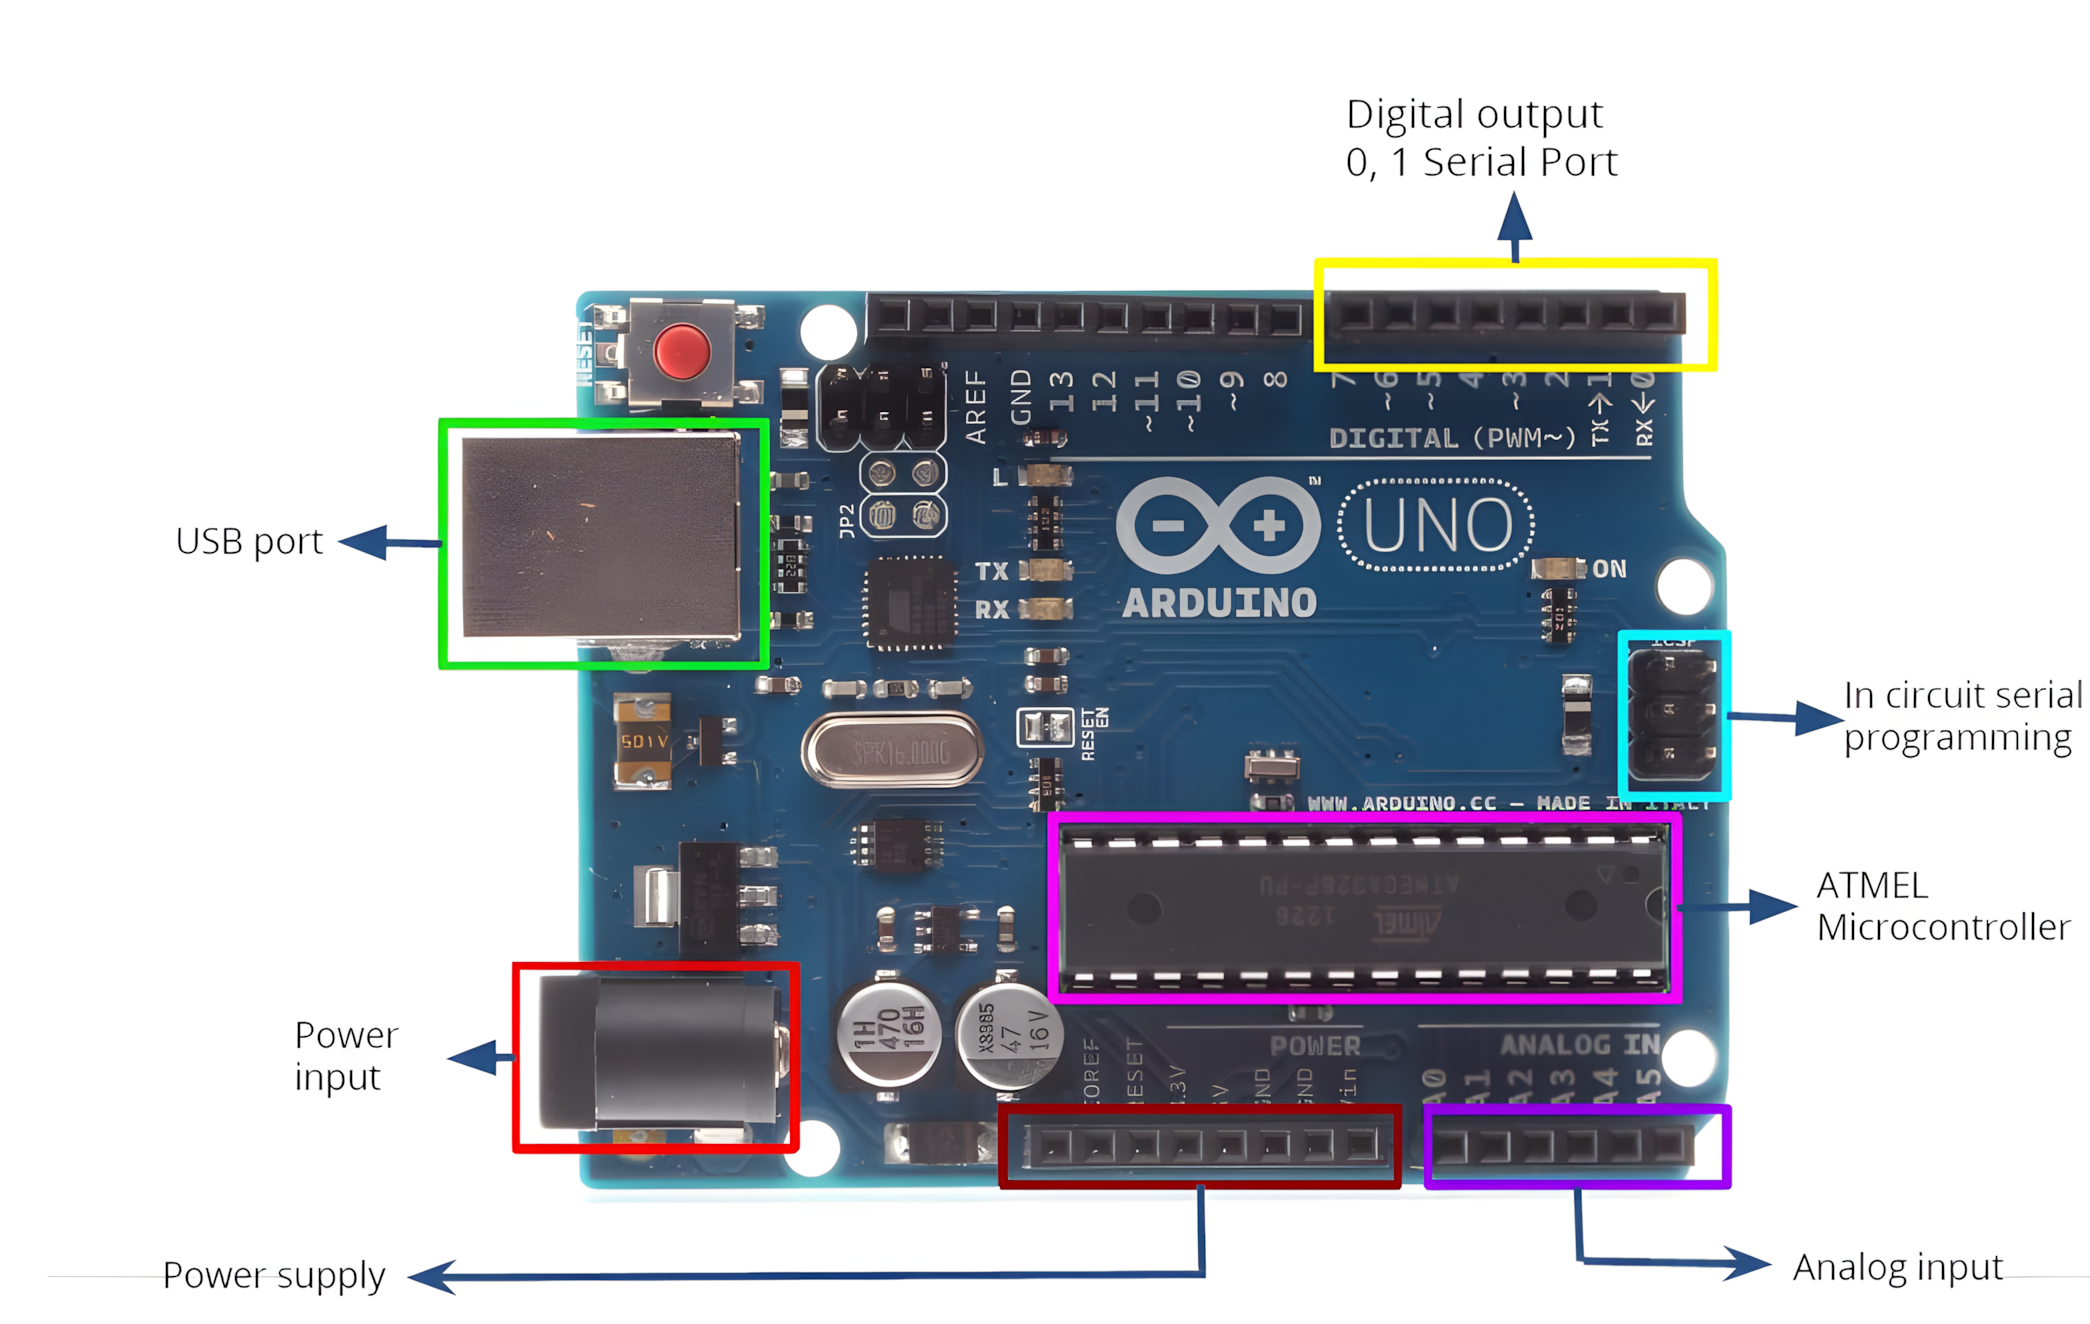 Digital output
0, 1 Serial Port
RESET
AREF
GND
13
12
~11
~10
~9
8
7
~6
~5
4
~3
2
TX→1
RX←0
DIGITAL (PWM~)
L
JP2
TX
RX
ARDUINO
UNO
ON
ICSP
USB port
In circuit serial
programming
RESET
EN
501V
SPK16.000C
WWW.ARDUINO.CC – MADE IN ITALY
ATMEGA328P-PU
1226
ATMEL
ATMEL
Microcontroller
Power
input
1H
470
16H
47
16V
POWER
ANALOG IN
IOREF
RESET
3.3V
5V
GND
GND
Vin
A0
A1
A2
A3
A4
A5
Power supply
Analog input